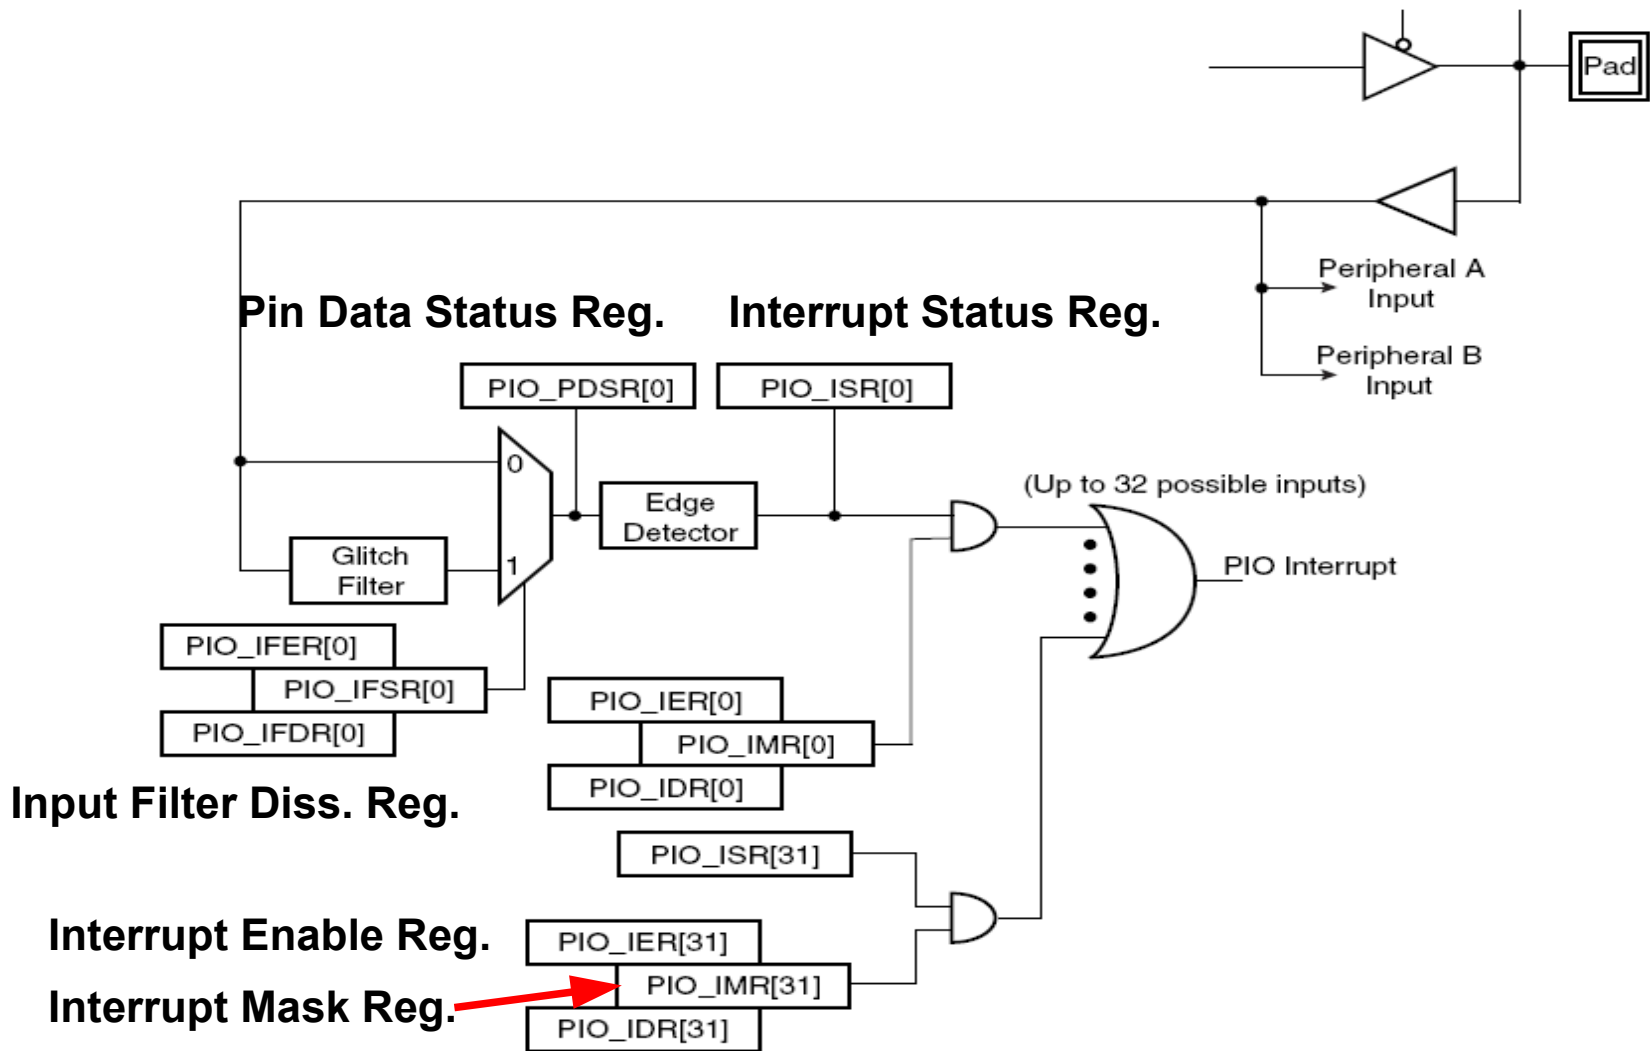 Pad
Peripheral A
Input
Pin Data Status Reg.
Interrupt Status Reg.
Peripheral B
Input
PIO_PDSR[0]
PIO_ISR[0]
0
(Up to 32 possible inputs)
Edge
Detector
Glitch
Filter
1
PIO Interrupt
PIO_IFER[0]
PIO_IFSR[0]
PIO_IFDR[0]
PIO_IER[0]
PIO_IMR[0]
PIO_IDR[0]
Input Filter Diss. Reg.
PIO_ISR[31]
Interrupt Enable Reg.
PIO_IER[31]
PIO_IMR[31]
Interrupt Mask Reg.
PIO_IDR[31]